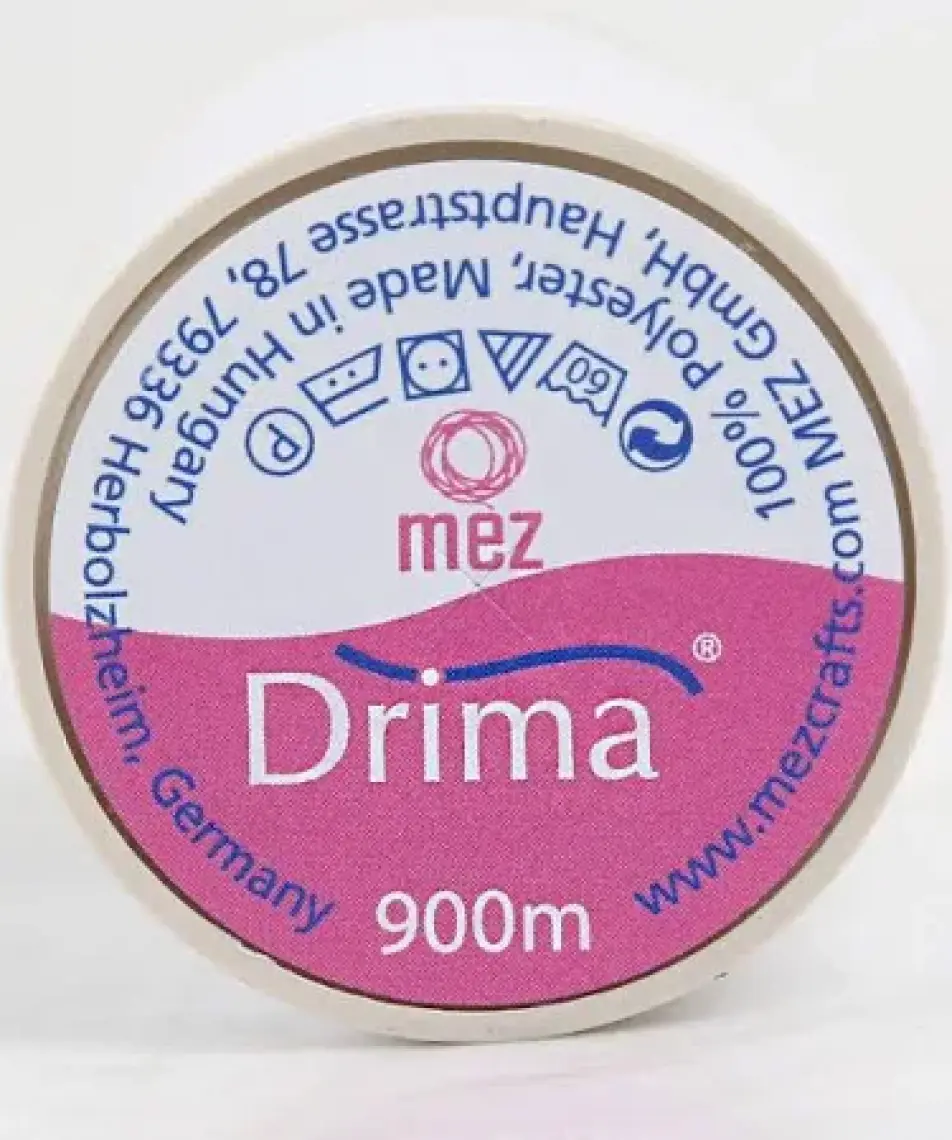 www.mezcrafts.com MEZ GmbH, Hauptstrasse 78, 79336 Herbolzheim, Germany
100% Polyester, Made in Hungary
60
P
mez
Drima®
900m